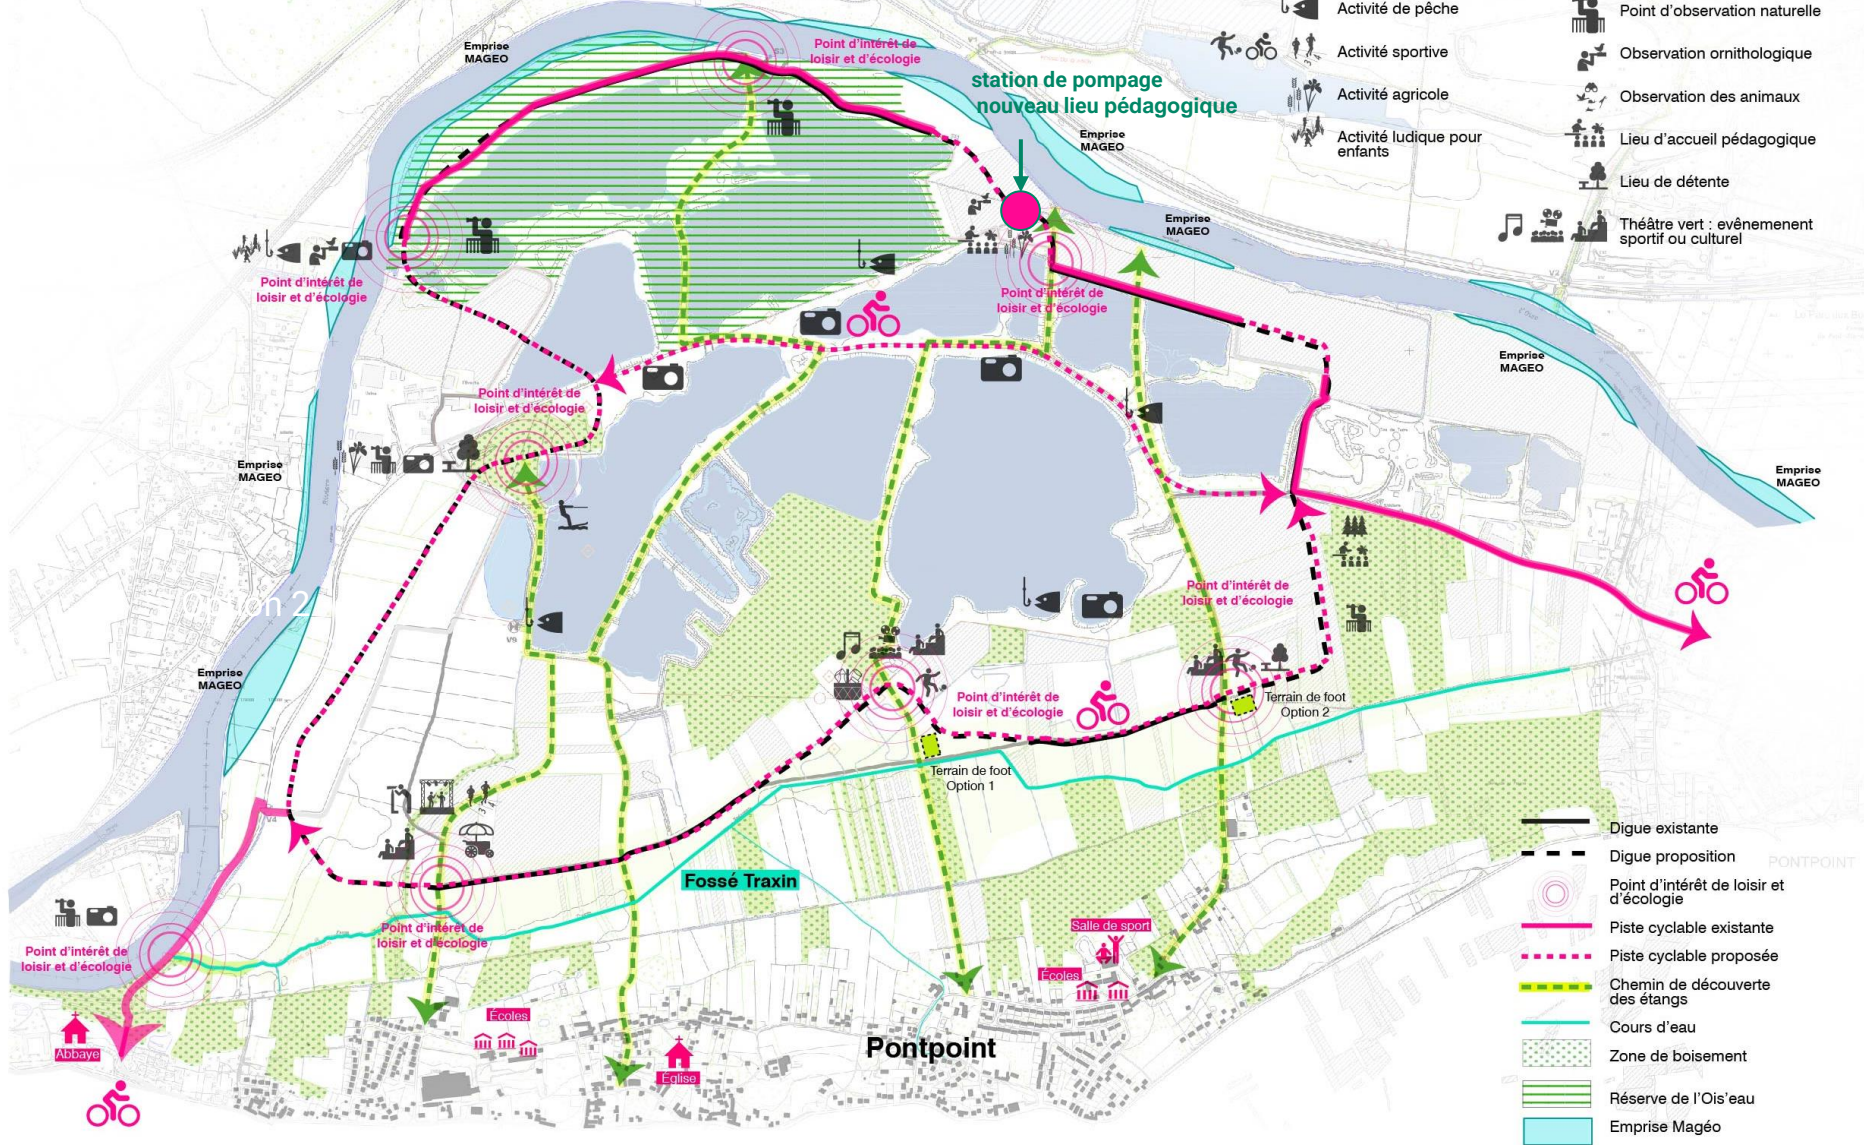 Activité de pêche
Activité sportive
Activité agricole
Activité ludique pour
enfants
Point d'observation naturelle
Observation ornithologique
Observation des animaux
Lieu d'accueil pédagogique
Lieu de détente
Théâtre vert : evênemenent
sportif ou culturel
Emprise
MAGEO
Point d'intérêt de
loisir et d'écologie
station de pompage
nouveau lieu pédagogique
Emprise
MAGEO
Emprise
MAGEO
Point d'intérêt de
loisir et d'écologie
Point d'intérêt de
loisir et d'écologie
Emprise
MAGEO
Point d'intérêt de
loisir et d'écologie
Emprise
MAGEO
Emprise
MAGEO
Option 2
V9
Point d'intérêt de
loisir et d'écologie
Emprise
MAGEO
Point d'intérêt de
loisir et d'écologie
Terrain de foot
Option 2
Terrain de foot
Option 1
V4
Fossé Traxin
Point d'intérêt de
loisir et d'écologie
Point d'intérêt de
loisir et d'écologie
Salle de sport
Écoles
Abbaye
Écoles
Église
Pontpoint
PONTPOINT
Digue existante
Digue proposition
Point d'intérêt de loisir et
d'écologie
Piste cyclable existante
Piste cyclable proposée
Chemin de découverte
des étangs
Cours d'eau
Zone de boisement
Réserve de l'Ois'eau
Emprise Magéo